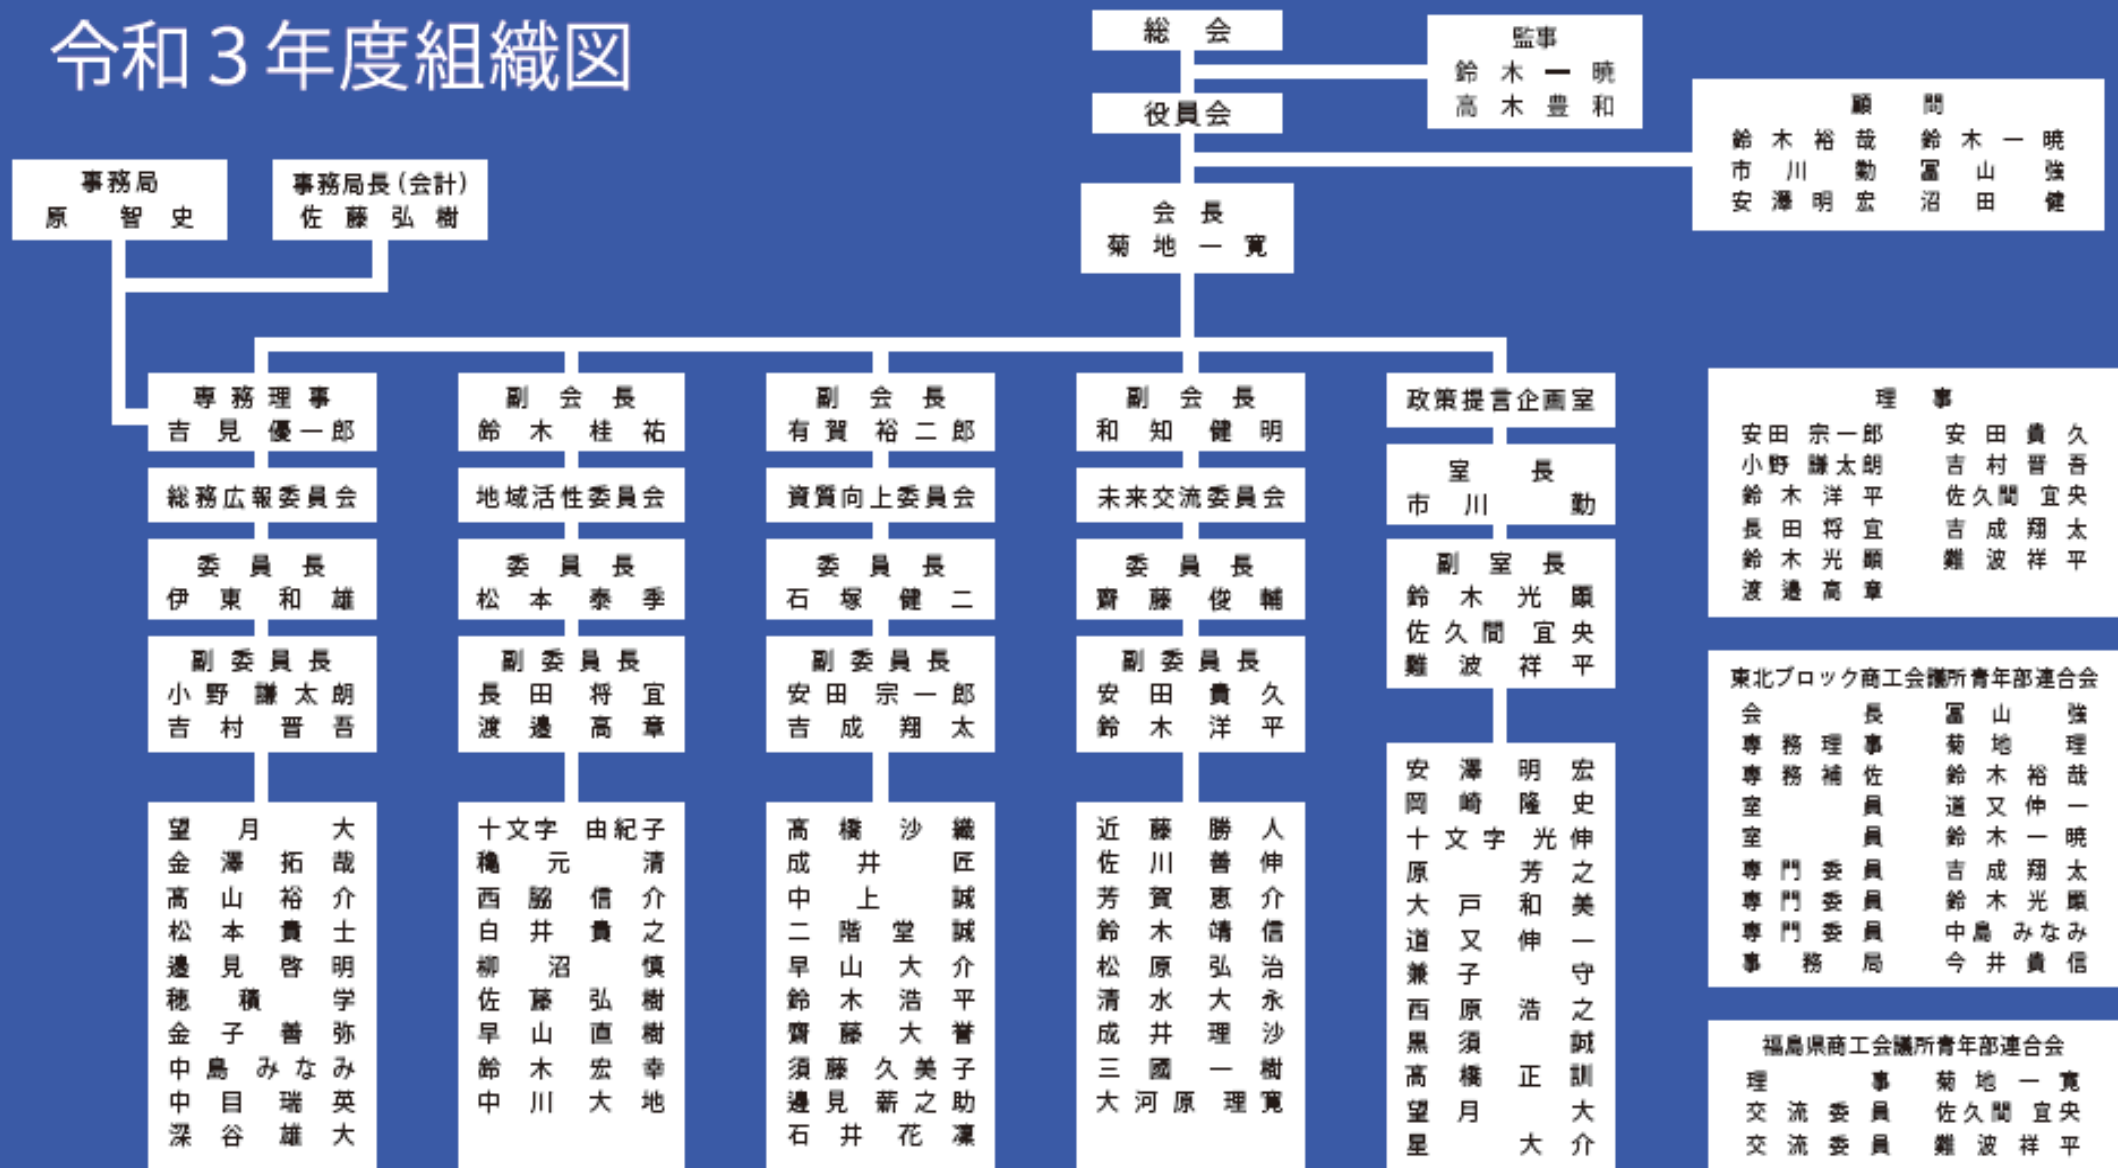 令和3年度組織図
総会
監事
鈴木一暁
高木豊和
役員会
顧問
鈴木裕哉 鈴木一暁
市川勤 冨山強
安澤明宏 沼田健
事務局
原智史
事務局長(会計)
佐藤弘樹
会長
菊地一寛
専務理事
吉見優一郎
総務広報委員会
委員長
伊東和雄
副委員長
小野謙太朗
吉村晋吾
望月大
金澤拓哉
髙山裕介
松本貴士
邉見啓明
穂積学
金子善弥
中島みなみ
中目瑞英
深谷雄大
副会長
鈴木桂祐
地域活性委員会
委員長
松本泰季
副委員長
長田将宜
渡邉高章
十文字由紀子
穐元清
西脇信介
白井貴之
柳沼慎
佐藤弘樹
早山直樹
鈴木宏幸
中川大地
副会長
有賀裕二郎
資質向上委員会
委員長
石塚健二
副委員長
安田宗一郎
吉成翔太
髙橋沙織
成井匠
中上誠
二階堂誠
早山大介
鈴木浩平
齋藤大誉
須藤久美子
邉見薪之助
石井花凜
副会長
和知健明
未来交流委員会
委員長
齋藤俊輔
副委員長
安田貴久
鈴木洋平
近藤勝人
佐川善伸
芳賀恵介
鈴木靖信
松原弘治
清水大永
成井理沙
三國一樹
大河原理寛
政策提言企画室
室長
市川勤
副室長
鈴木光顕
佐久間宜央
難波祥平
安澤明宏
岡崎隆史
十文字光伸
原芳之
大戸和美
道又伸一
兼子守
西原浩之
黒須誠
髙橋正訓
望月大
星大介
理事
安田宗一郎 安田貴久
小野謙太朗 吉村晋吾
鈴木洋平 佐久間宜央
長田将宜 吉成翔太
鈴木光顕 難波祥平
渡邉高章
東北ブロック商工会議所青年部連合会
会長 冨山強
専務理事 菊地理
専務補佐 鈴木裕哉
室員 道又伸一
室員 鈴木一暁
専門委員 吉成翔太
専門委員 鈴木光顕
専門委員 中島みなみ
事務局 今井貴信
福島県商工会議所青年部連合会
理事 菊地一寛
交流委員 佐久間宜央
交流委員 難波祥平